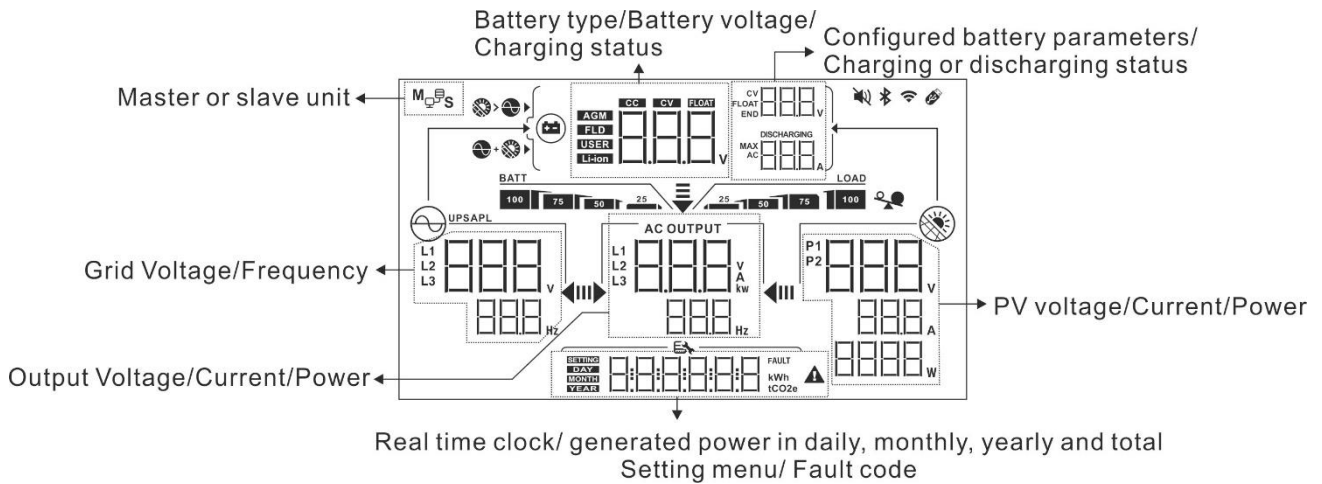 Battery type/Battery voltage/
Charging status
Configured battery parameters/
Charging or discharging status
Master or slave unit
M S
CC CV FLOAT
AGM
FLD
USER
Li-ion
V
CV
FLOAT
END
V
DISCHARGING
MAX
AC
A
BATT
100 75 50 25
LOAD
25 50 75 100
UPSAPL
L1
L2
L3
V
Hz
AC OUTPUT
L1
L2
L3
V
A
kw
Hz
P1
P2
V
A
W
Grid Voltage/Frequency
PV voltage/Current/Power
Output Voltage/Current/Power
SETTING
DAY
MONTH
YEAR
FAULT
kWh
tCO2e
Real time clock/ generated power in daily, monthly, yearly and total
Setting menu/ Fault code